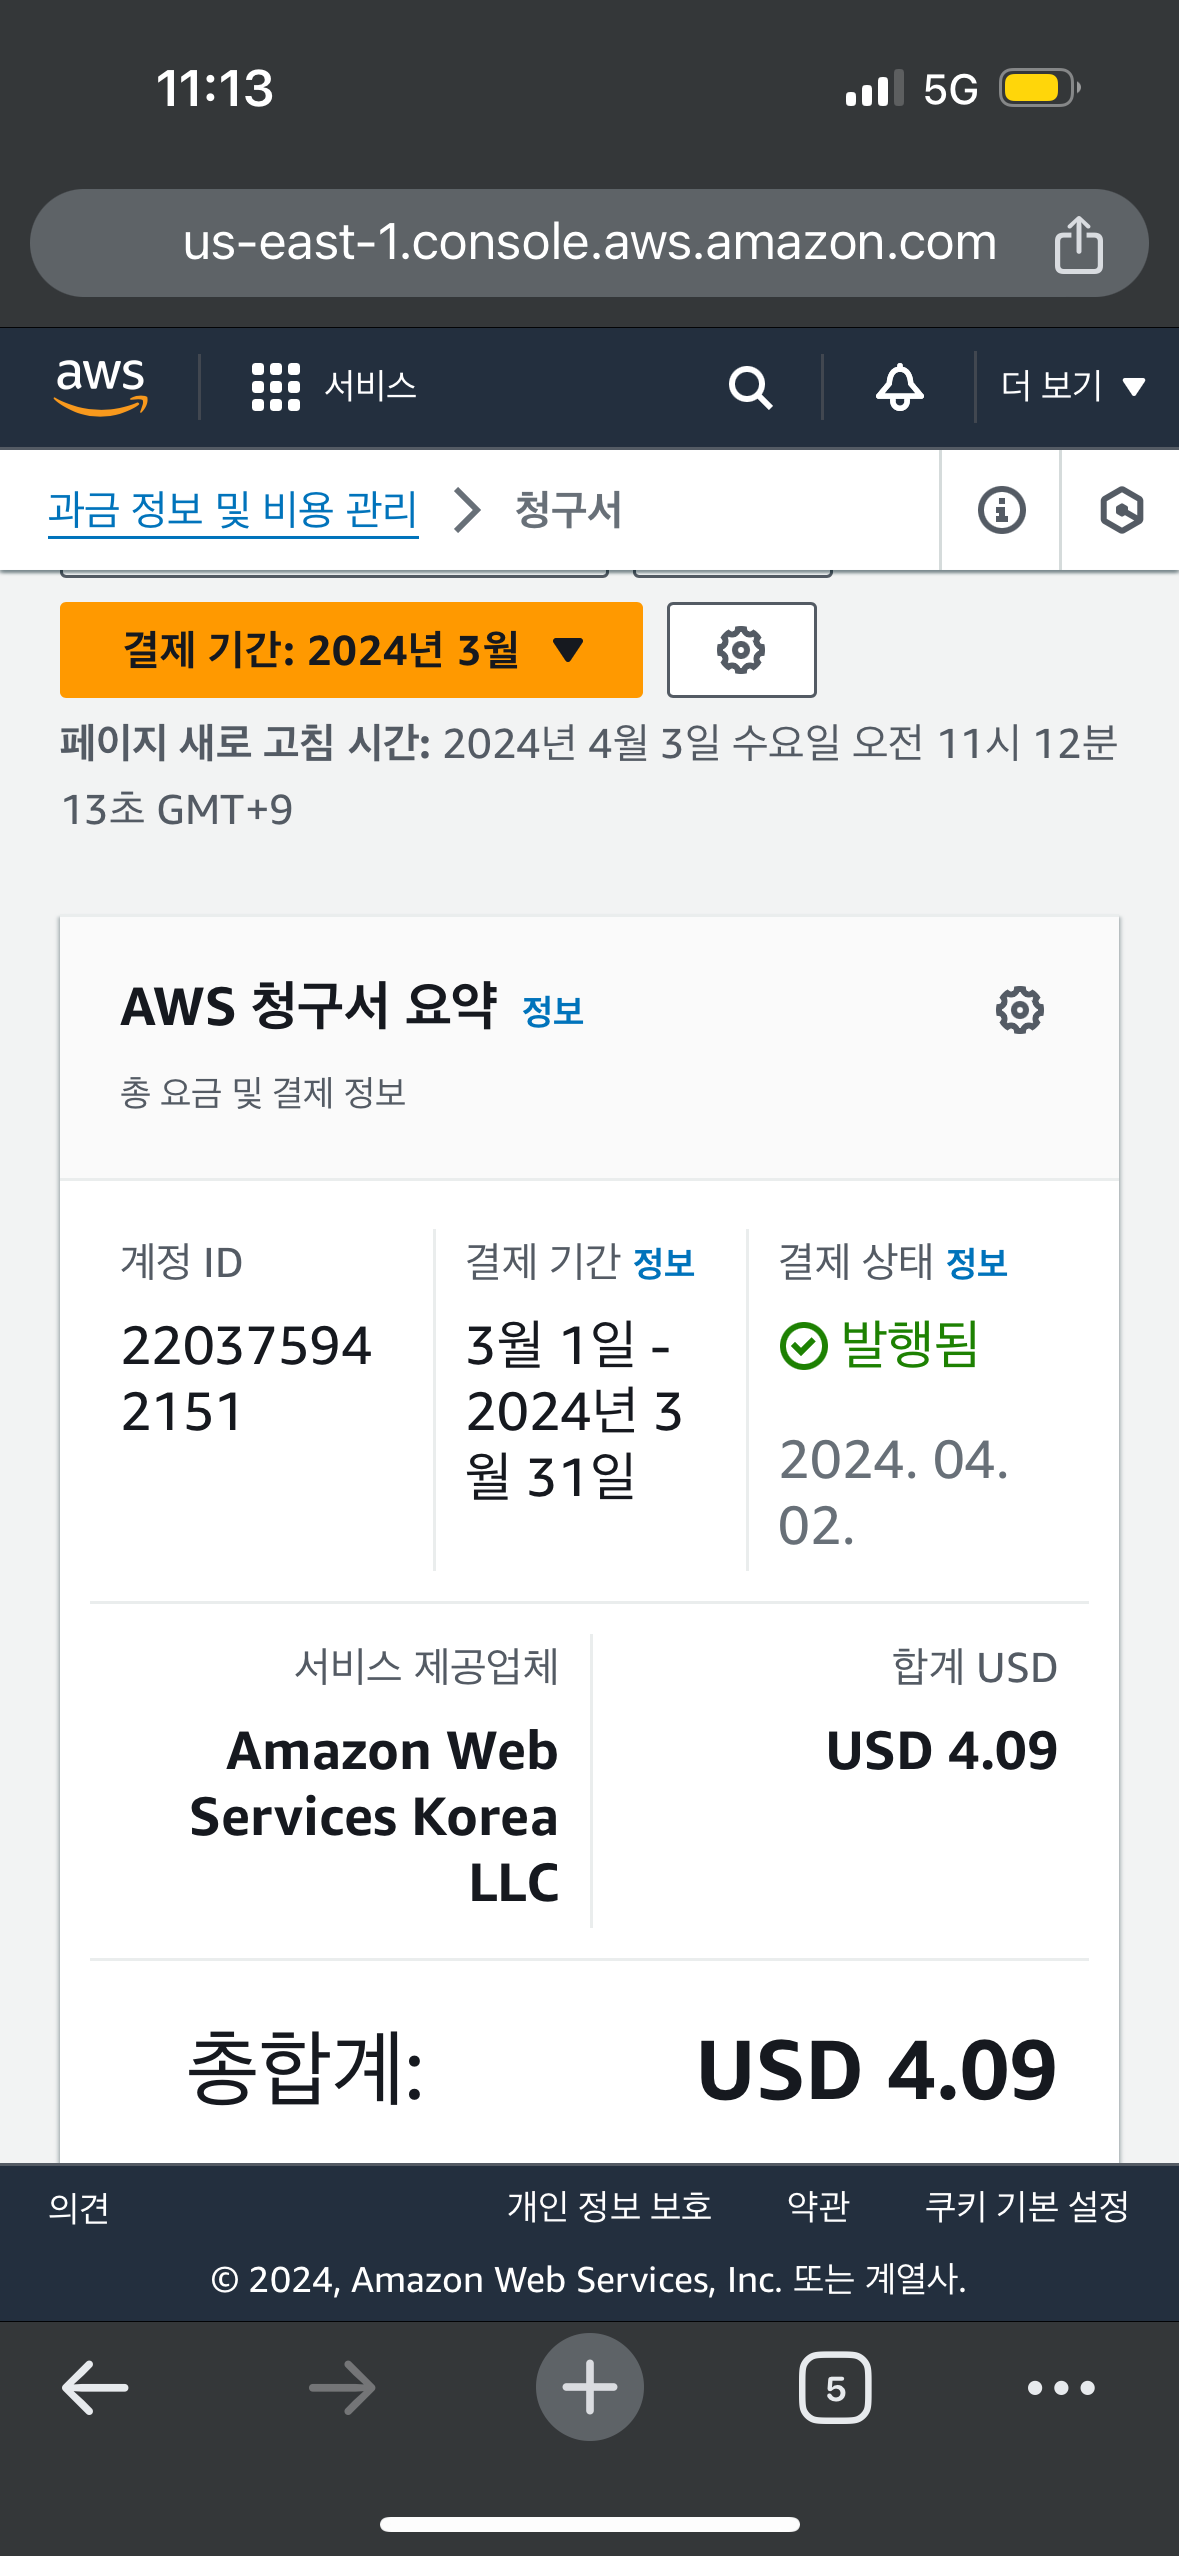 11:13
5G
us-east-1.console.aws.amazon.com
aws
서비스
더 보기
과금 정보 및 비용 관리
청구서
결제 기간: 2024년 3월
페이지 새로 고침 시간: 2024년 4월 3일 수요일 오전 11시 12분
13초 GMT+9
AWS 청구서 요약 정보
총 요금 및 결제 정보
계정 ID
22037594
2151
결제 기간 정보
3월 1일 -
2024년 3
월 31일
결제 상태 정보
발행됨
2024. 04.
02.
서비스 제공업체
Amazon Web
Services Korea
LLC
합계 USD
USD 4.09
총합계:
USD 4.09
의견
개인 정보 보호
약관
쿠키 기본 설정
© 2024, Amazon Web Services, Inc. 또는 계열사.
5